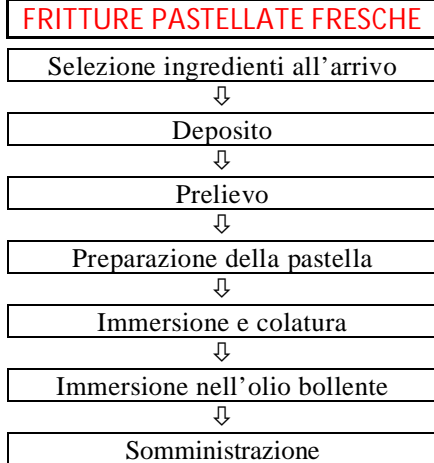 FRITTURE PASTELLATE FRESCHE
Selezione ingredienti all'arrivo
⇩
Deposito
⇩
Prelievo
⇩
Preparazione della pastella
⇩
Immersione e colatura
⇩
Immersione nell'olio bollente
⇩
Somministrazione